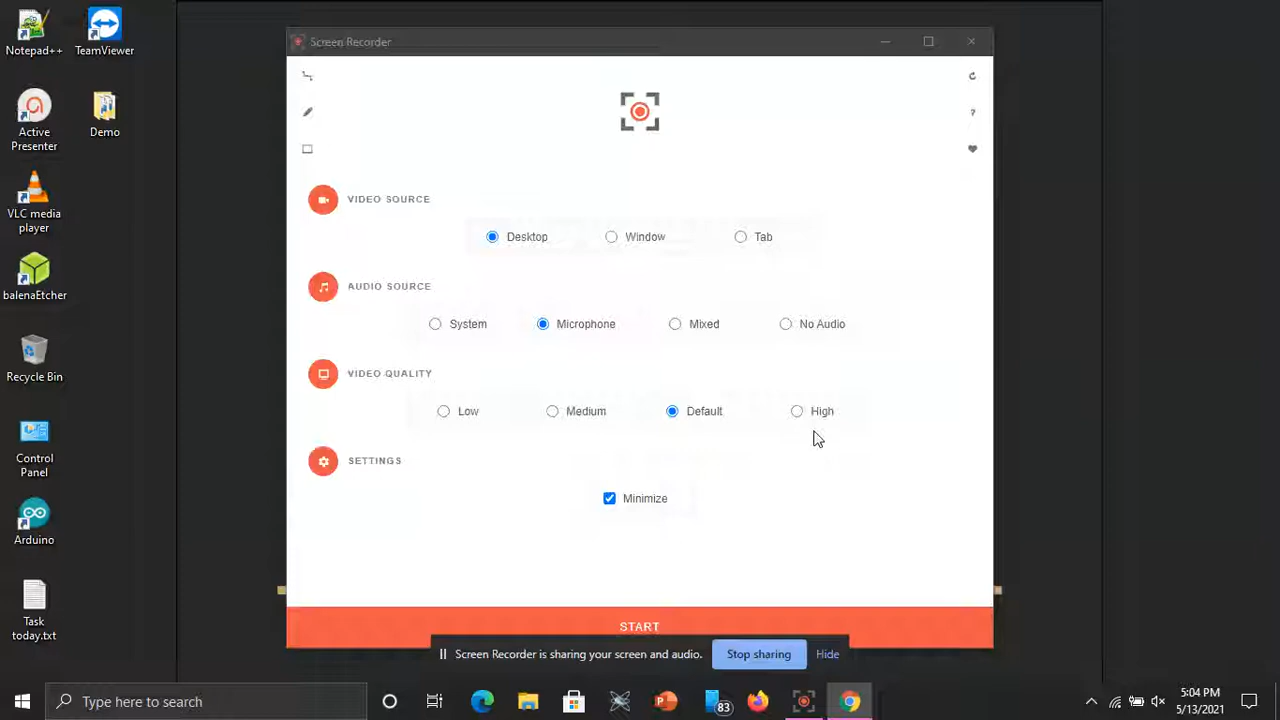 Notepad++
TeamViewer
Active
Presenter
Demo
VLC media
player
balenaEtcher
Recycle Bin
Control
Panel
Arduino
Task
today.txt
Screen Recorder
?
VIDEO SOURCE
Desktop Window Tab
AUDIO SOURCE
System Microphone Mixed No Audio
VIDEO QUALITY
Low Medium Default High
SETTINGS
Minimize
START
Screen Recorder is sharing your screen and audio. Stop sharing Hide
Type here to search
83
5:04 PM
5/13/2021